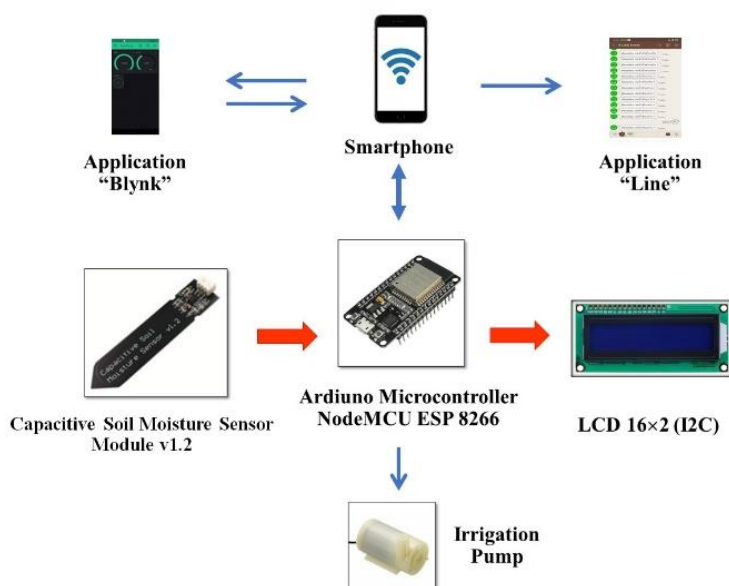 Application
“Blynk”
Smartphone
Application
“Line”
Capacitive Soil
Moisture Sensor v1.2
Capacitive Soil Moisture Sensor
Module v1.2
Ardiuno Microcontroller
NodeMCU ESP 8266
LCD 16×2 (I2C)
Irrigation
Pump